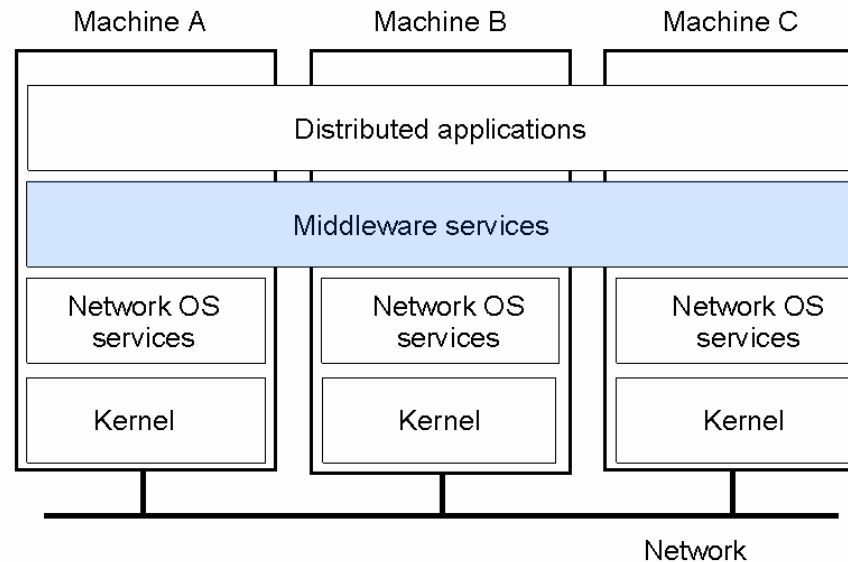 Machine A
Machine B
Machine C
Distributed applications
Middleware services
Network OS
services
Network OS
services
Network OS
services
Kernel
Kernel
Kernel
Network